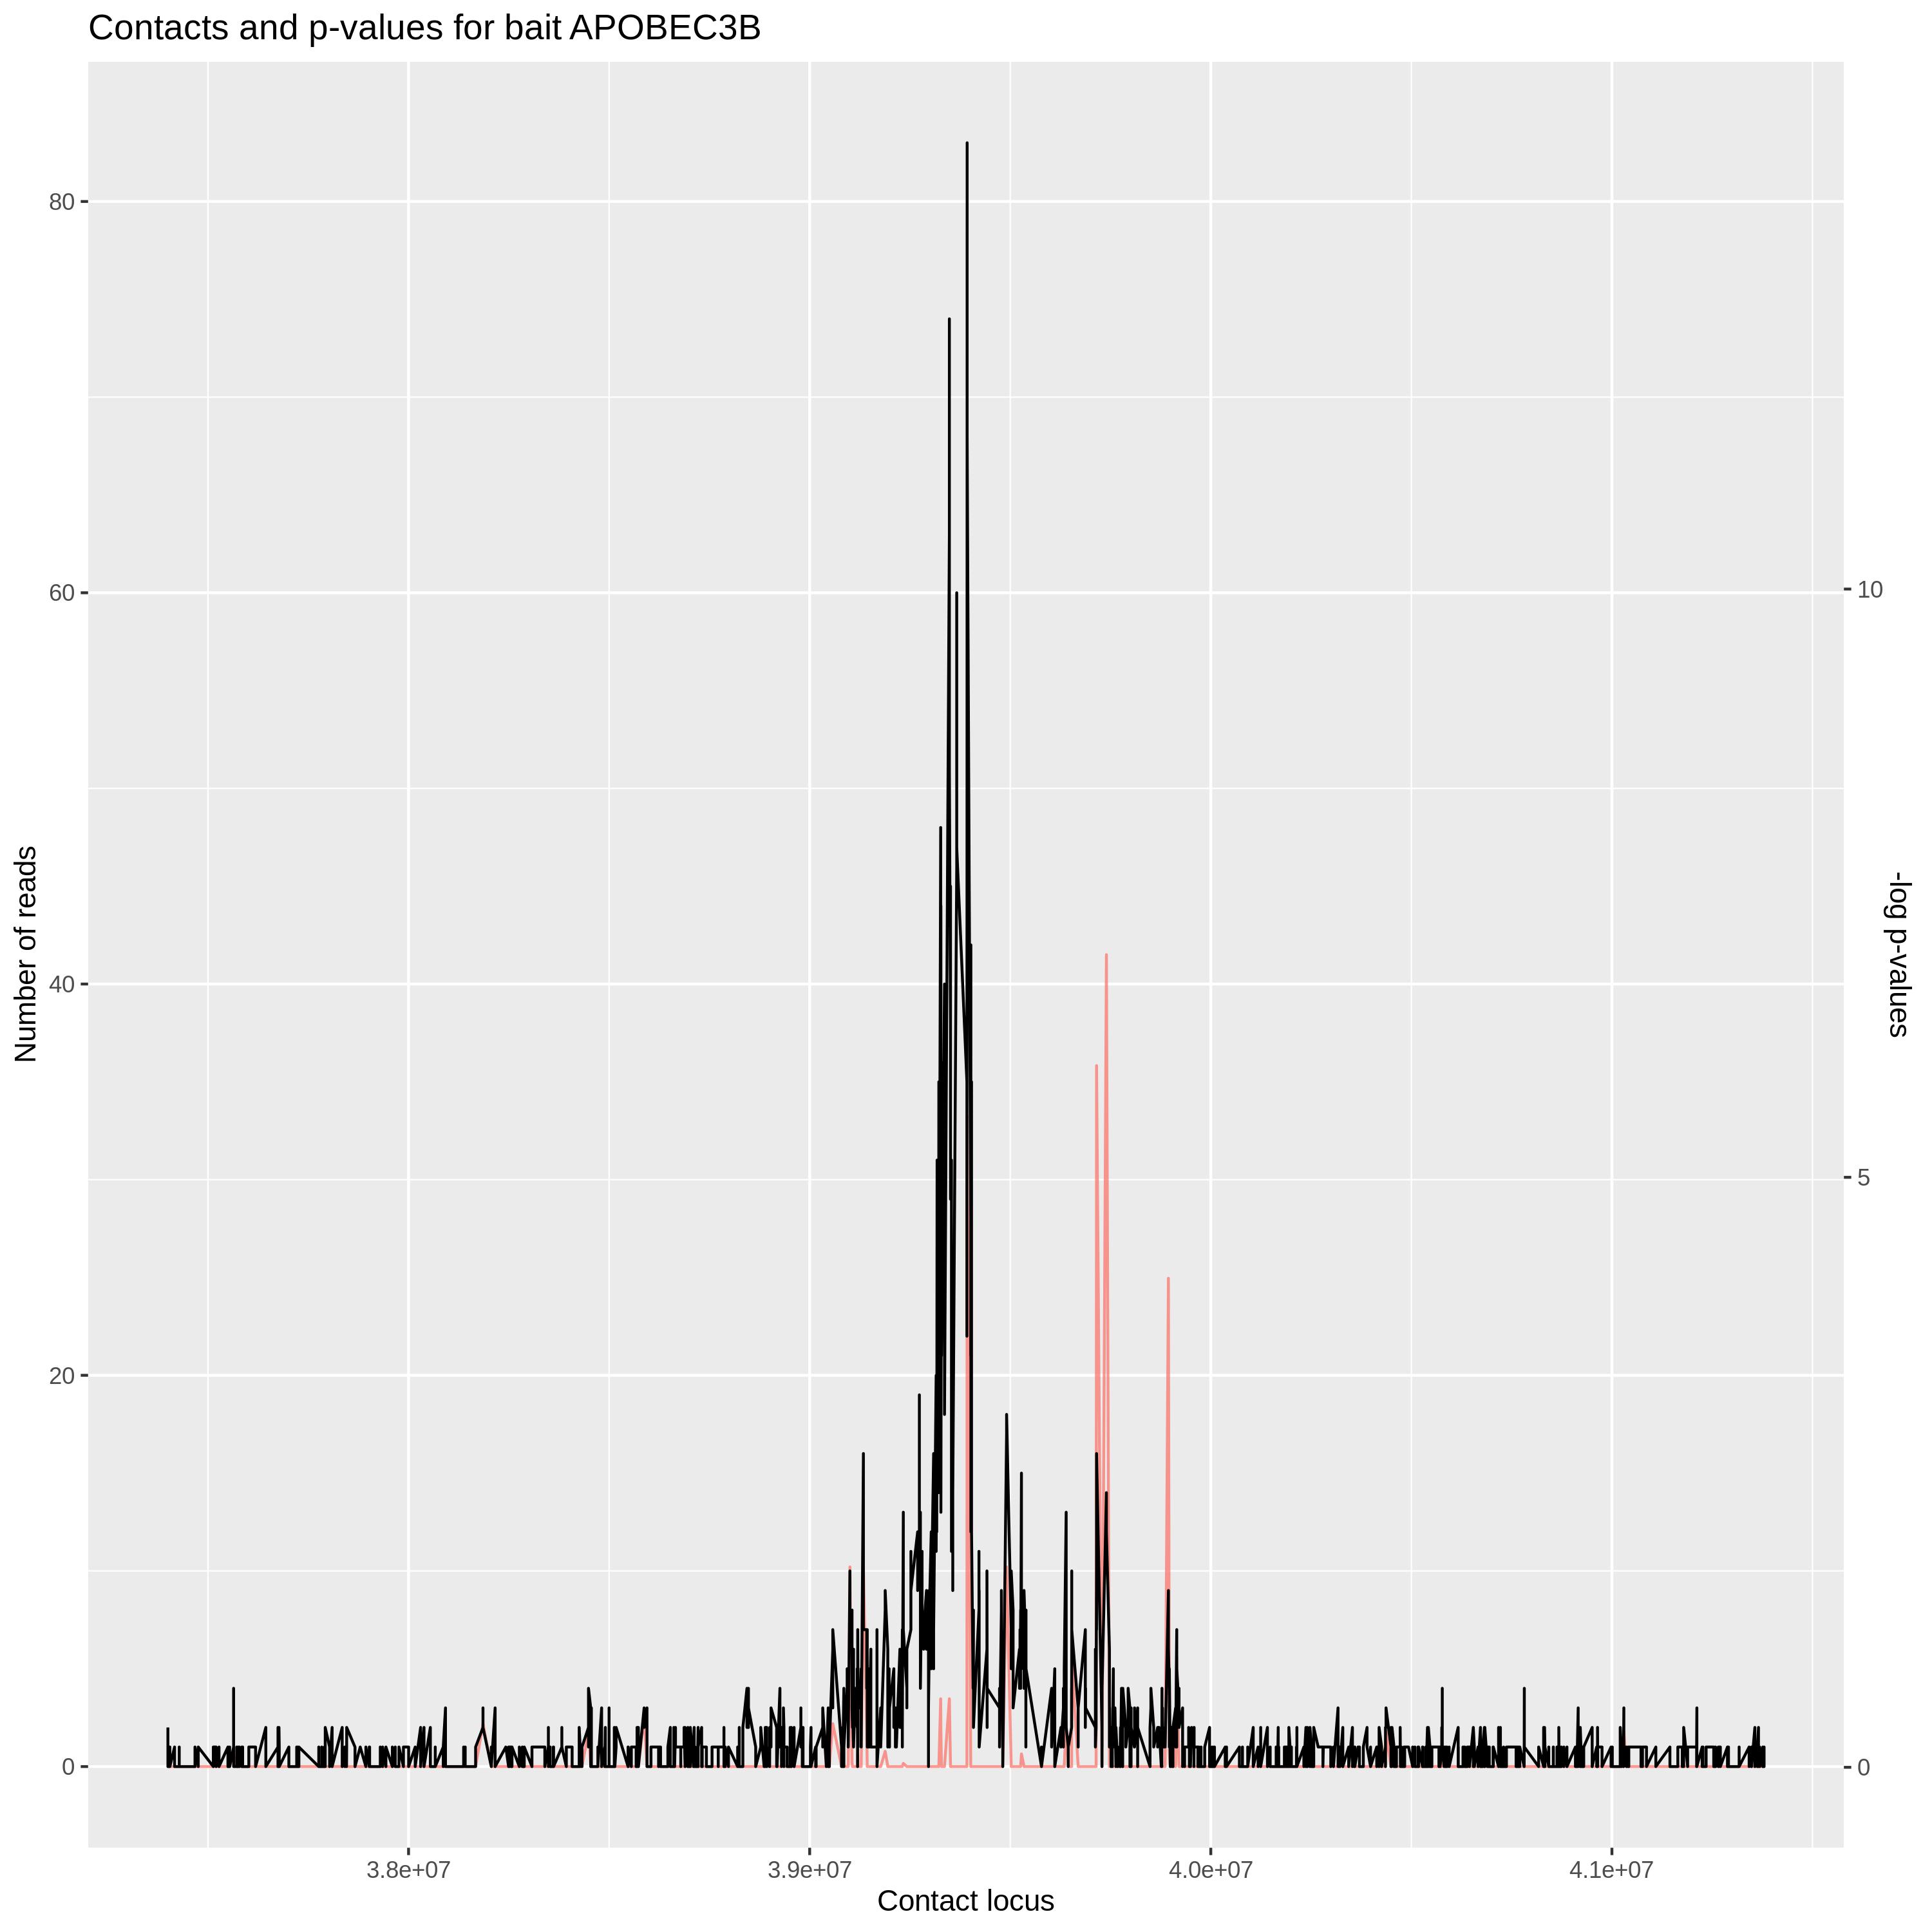 Contacts and p-values for bait APOBEC3B
80
60
40
20
0
Number of reads
10
5
0
-log p-values
3.8e+07
3.9e+07
4.0e+07
4.1e+07
Contact locus